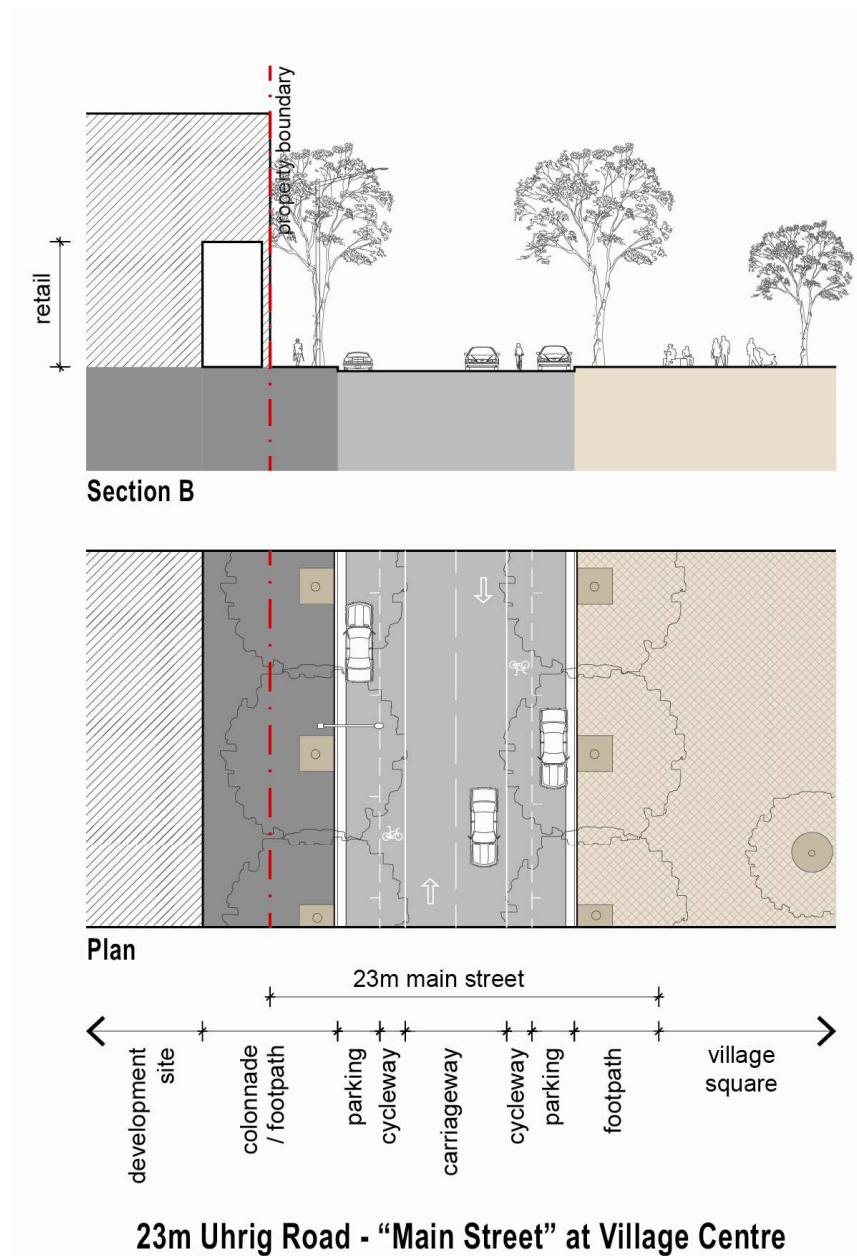 property boundary
retail
Section B
Plan
23m main street
development
site
colonnade
/ footpath
parking
cycleway
carriageway
cycleway
parking
footpath
village
square
23m Uhrig Road - “Main Street” at Village Centre